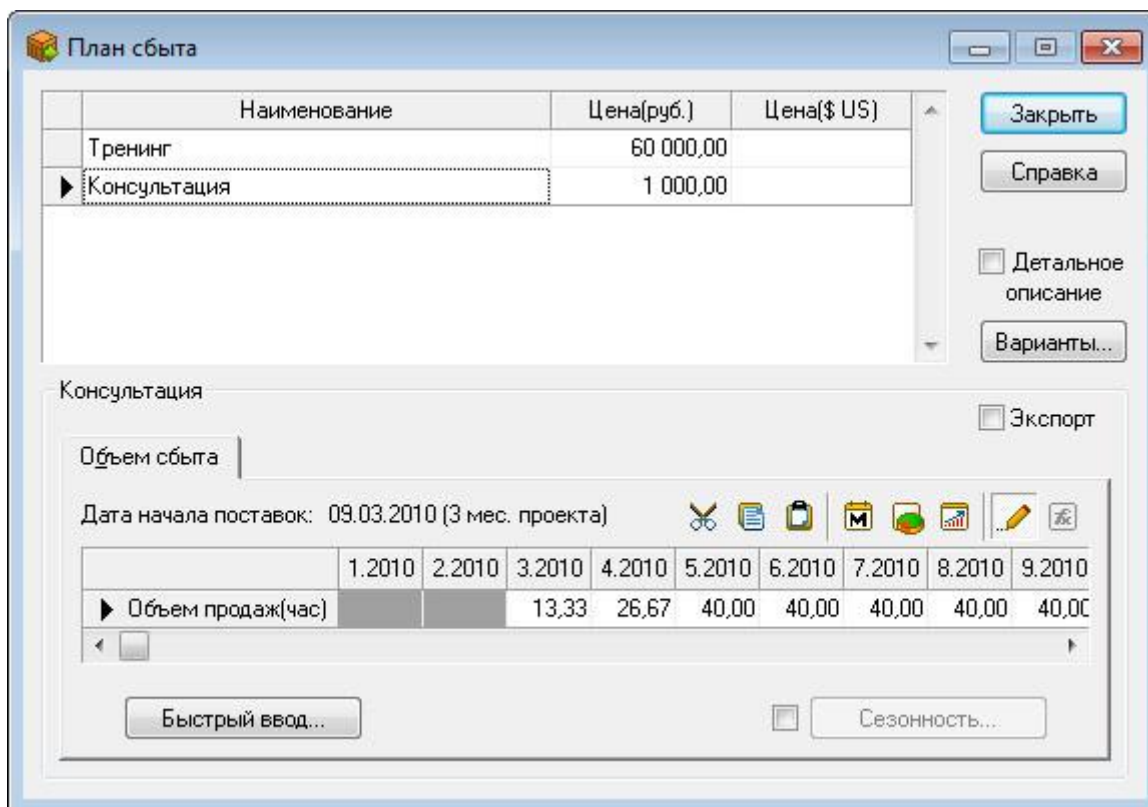 План сбыта
Наименование Цена(руб.) Цена($ US)
Тренинг 60 000,00
Консультация 1 000,00
Закрыть
Справка
Детальное
описание
Варианты...
Консультация
Экспорт
Объем сбыта
Дата начала поставок: 09.03.2010 (3 мес. проекта)
1.2010 2.2010 3.2010 4.2010 5.2010 6.2010 7.2010 8.2010 9.2010
Объем продаж(час) 13,33 26,67 40,00 40,00 40,00 40,00 40,00
Быстрый ввод...
Сезонность...